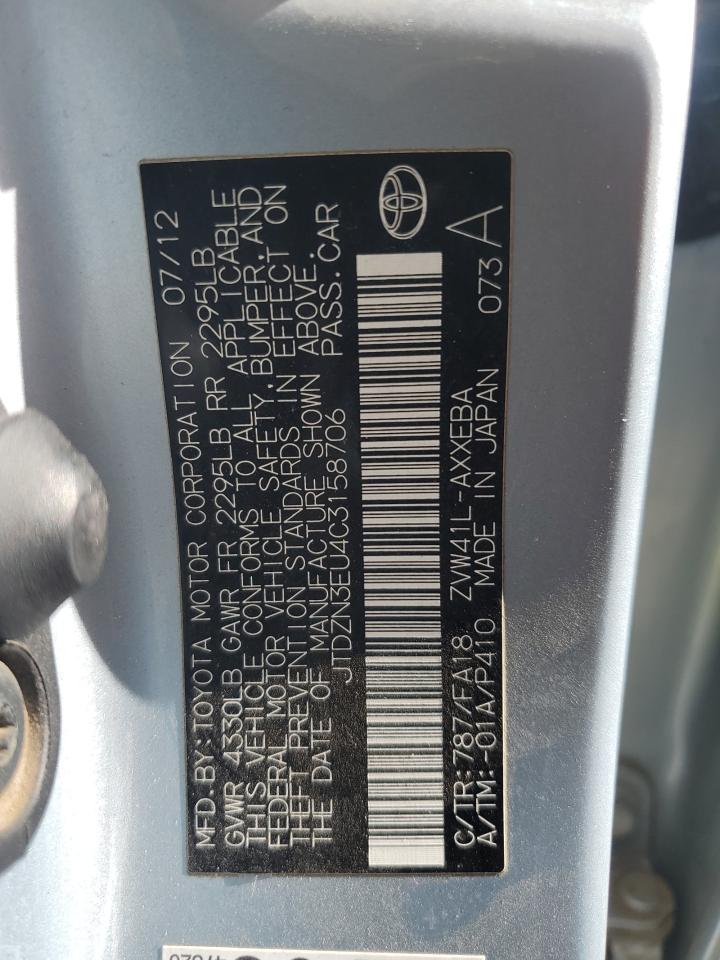 MFD.BY:TOYOTA MOTOR CORPORATION 07/12
GVWR 4330LB GAWR FR 2295LB RR 2295LB
THIS VEHICLE CONFORMS TO ALL APPLICABLE
FEDERAL MOTOR VEHICLE SAFETY,BUMPER,AND
THEFT PREVENTION STANDARDS IN EFFECT ON
THE DATE OF MANUFACTURE SHOWN ABOVE.
JTDZN3EU4C3158706 PASS.CAR
C/TR:787/FA18 ZVW41L-AXXEBA
A/TM:-01A/P410 MADE IN JAPAN 073 A